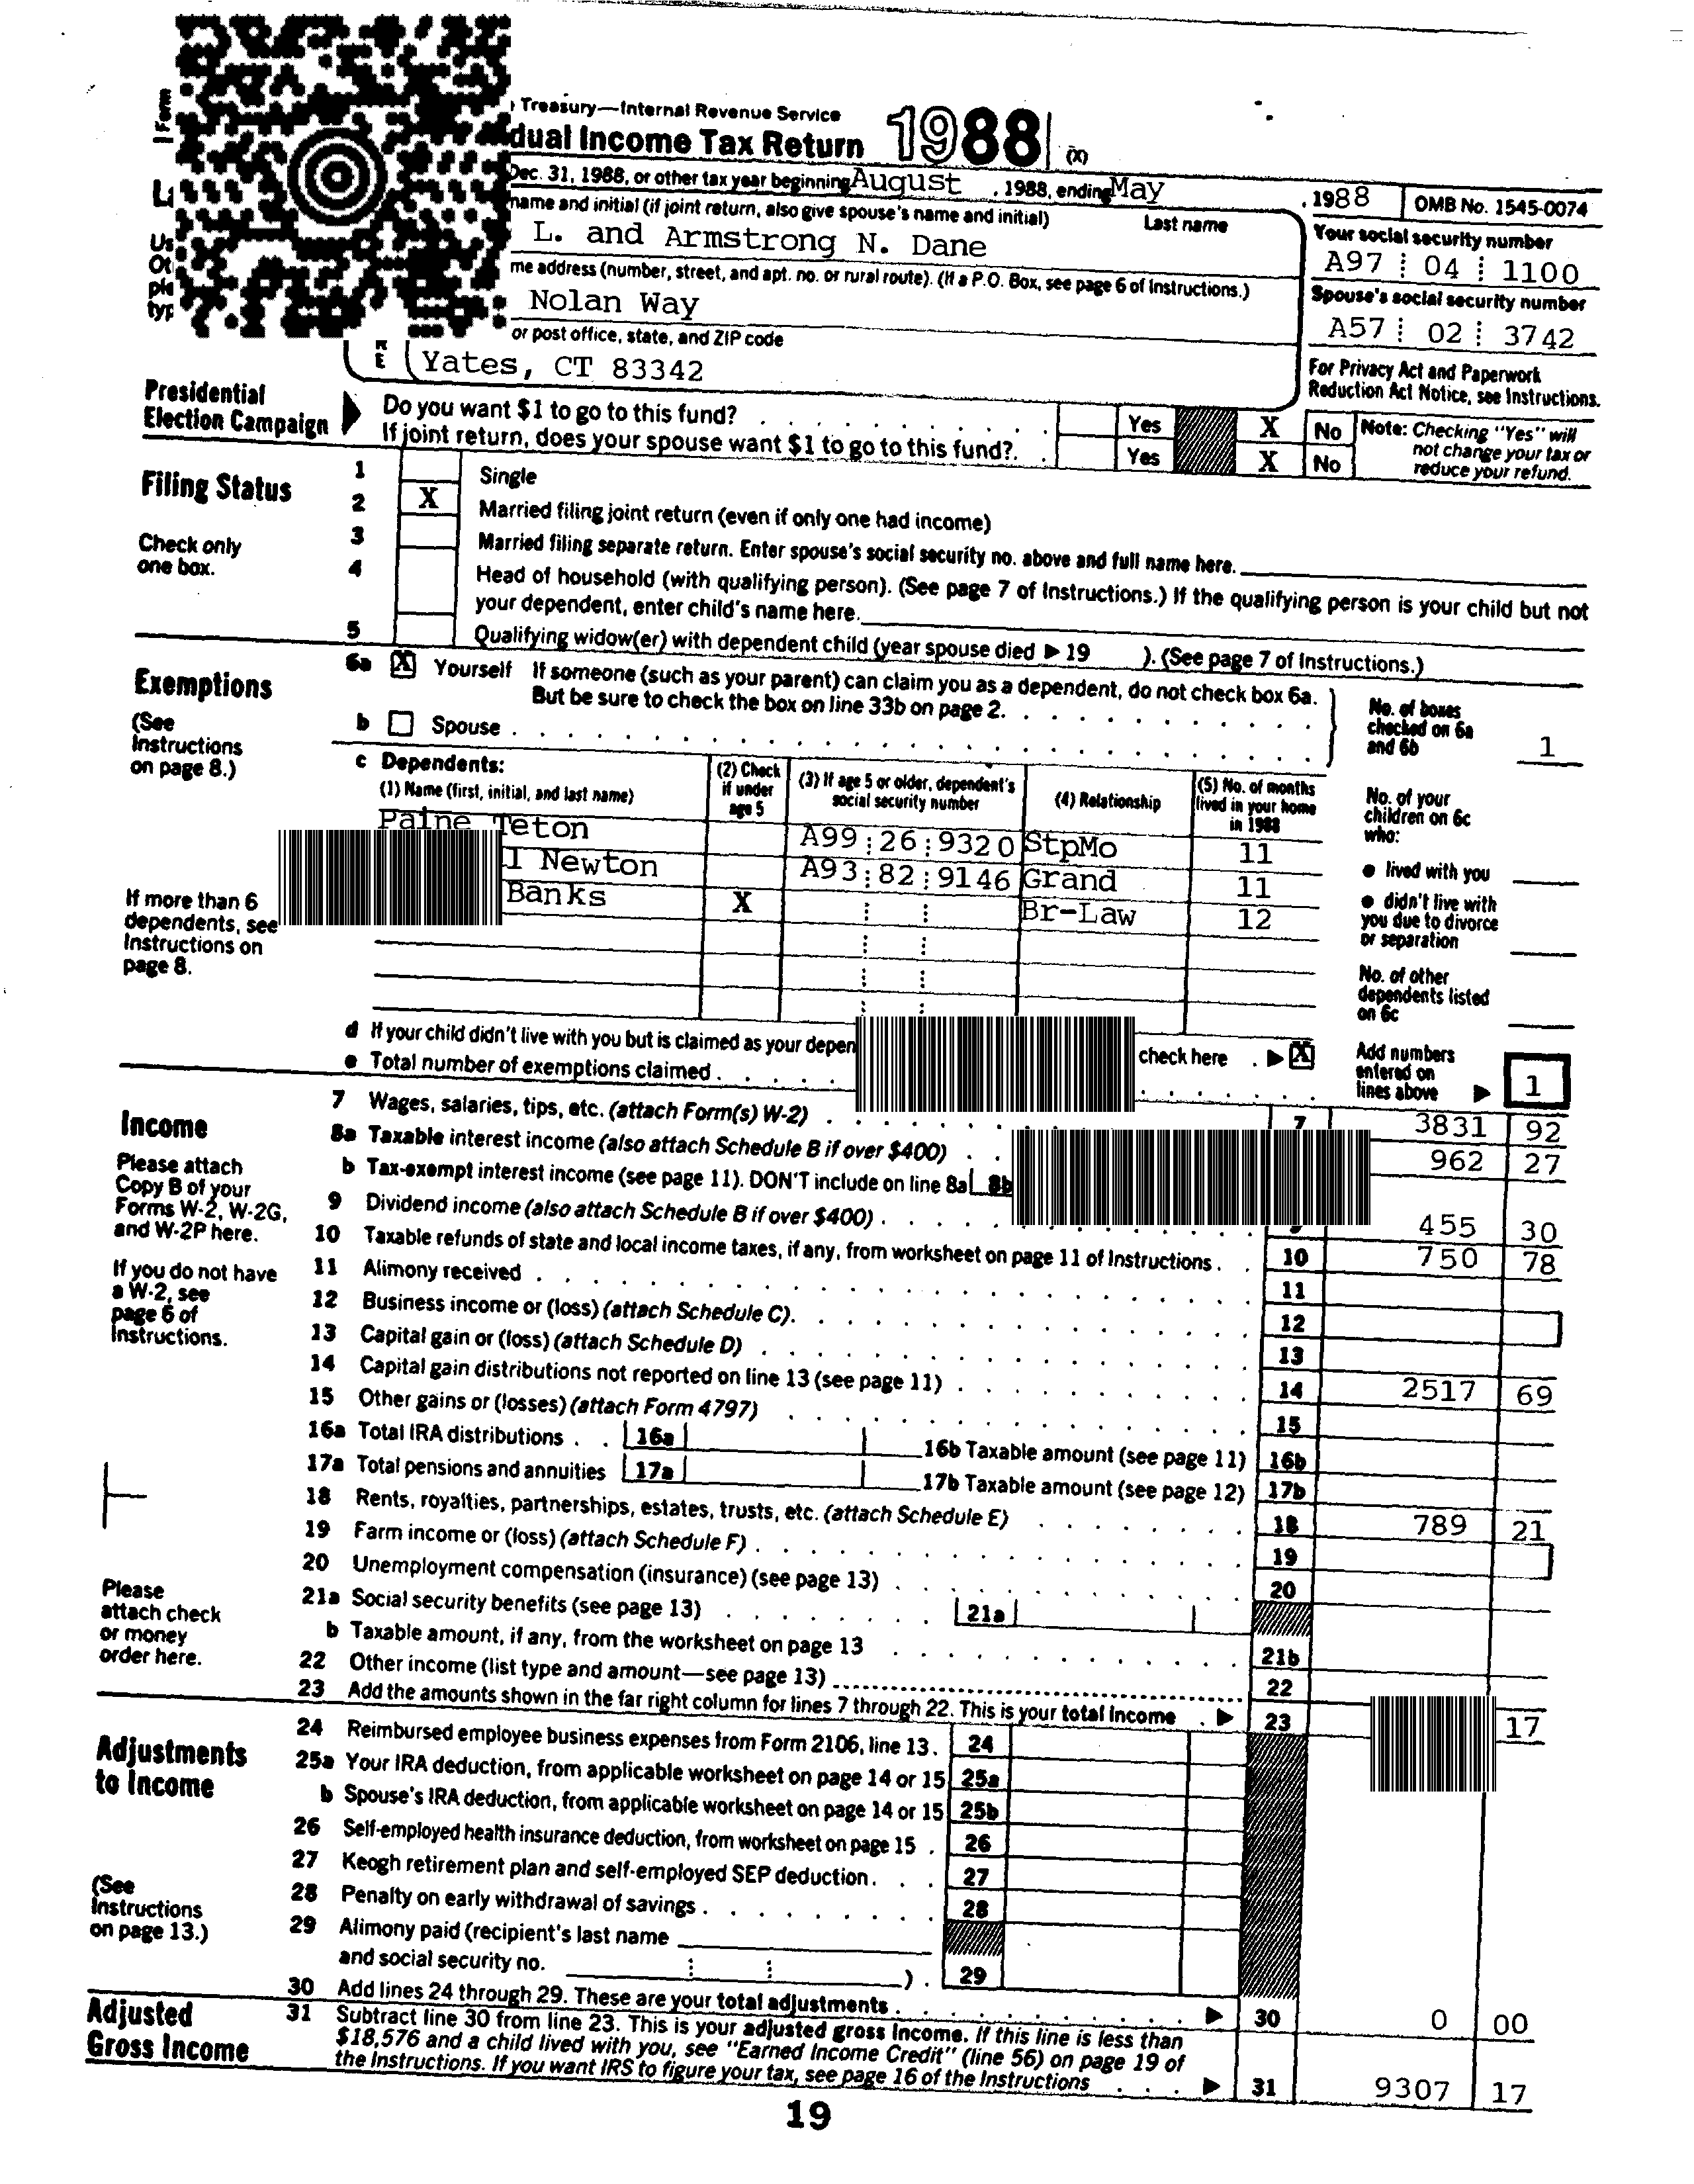 Form
Treasury—Internal Revenue Service
dual Income Tax Return 1988 (X)
Dec. 31, 1988, or other tax year beginning August , 1988, ending May , 1988 OMB No. 1545-0074
name and initial (if joint return, also give spouse's name and initial) Last name Your social security number
L. and Armstrong N. Dane A97 04 1100
me address (number, street, and apt. no. or rural route). (If a P.O. Box, see page 6 of Instructions.) Spouse's social security number
Nolan Way A57 02 3742
or post office, state, and ZIP code For Privacy Act and Paperwork
Yates, CT 83342 Reduction Act Notice, see Instructions.
Presidential
Election Campaign
Do you want $1 to go to this fund? Yes X No Note: Checking "Yes" will
If joint return, does your spouse want $1 to go to this fund? Yes X No not change your tax or
reduce your refund.
Filing Status
Check only
one box.
1 Single
2 X Married filing joint return (even if only one had income)
3 Married filing separate return. Enter spouse's social security no. above and full name here.
4 Head of household (with qualifying person). (See page 7 of Instructions.) If the qualifying person is your child but not
your dependent, enter child's name here.
5 Qualifying widow(er) with dependent child (year spouse died ▶ 19 ). (See page 7 of Instructions.)
Exemptions
(See
Instructions
on page 8.)
6a X Yourself If someone (such as your parent) can claim you as a dependent, do not check box 6a.
But be sure to check the box on line 33b on page 2.
b Spouse
No. of boxes
checked on 6a
and 6b 1
c Dependents:
(1) Name (first, initial, and last name) (2) Check if under age 5 (3) If age 5 or older, dependent's social security number (4) Relationship (5) No. of months lived in your home in 1988
Paine Teton A99 26 9320 StpMo 11
I Newton A93 82 9146 Grand 11
Banks X Br-Law 12
If more than 6
dependents, see
Instructions on
page 8.
No. of your
children on 6c
who:
● lived with you
● didn't live with
you due to divorce
or separation
No. of other
dependents listed
on 6c
d If your child didn't live with you but is claimed as your depen check here ▶ X
e Total number of exemptions claimed
Add numbers
entered on
lines above ▶ 1
Income
Please attach
Copy B of your
Forms W-2, W-2G,
and W-2P here.
If you do not have
a W-2, see
page 6 of
Instructions.
Please
attach check
or money
order here.
7 Wages, salaries, tips, etc. (attach Form(s) W-2) 7 3831 92
8a Taxable interest income (also attach Schedule B if over $400) 962 27
b Tax-exempt interest income (see page 11). DON'T include on line 8a 8b
9 Dividend income (also attach Schedule B if over $400) 455 30
10 Taxable refunds of state and local income taxes, if any, from worksheet on page 11 of Instructions 10 750 78
11 Alimony received 11
12 Business income or (loss) (attach Schedule C) 12
13 Capital gain or (loss) (attach Schedule D) 13
14 Capital gain distributions not reported on line 13 (see page 11) 14 2517 69
15 Other gains or (losses) (attach Form 4797) 15
16a Total IRA distributions 16a 16b Taxable amount (see page 11) 16b
17a Total pensions and annuities 17a 17b Taxable amount (see page 12) 17b
18 Rents, royalties, partnerships, estates, trusts, etc. (attach Schedule E) 18 789 21
19 Farm income or (loss) (attach Schedule F) 19
20 Unemployment compensation (insurance) (see page 13) 20
21a Social security benefits (see page 13) 21a
b Taxable amount, if any, from the worksheet on page 13 21b
22 Other income (list type and amount—see page 13) 22
23 Add the amounts shown in the far right column for lines 7 through 22. This is your total income ▶ 23 17
Adjustments
to Income
(See
Instructions
on page 13.)
24 Reimbursed employee business expenses from Form 2106, line 13. 24
25a Your IRA deduction, from applicable worksheet on page 14 or 15 25a
b Spouse's IRA deduction, from applicable worksheet on page 14 or 15 25b
26 Self-employed health insurance deduction, from worksheet on page 15 26
27 Keogh retirement plan and self-employed SEP deduction 27
28 Penalty on early withdrawal of savings 28
29 Alimony paid (recipient's last name
and social security no. ) 29
30 Add lines 24 through 29. These are your total adjustments ▶ 30 0 00
Adjusted
Gross Income
31 Subtract line 30 from line 23. This is your adjusted gross income. If this line is less than
$18,576 and a child lived with you, see "Earned Income Credit" (line 56) on page 19 of
the Instructions. If you want IRS to figure your tax, see page 16 of the Instructions ▶ 31 9307 17
19